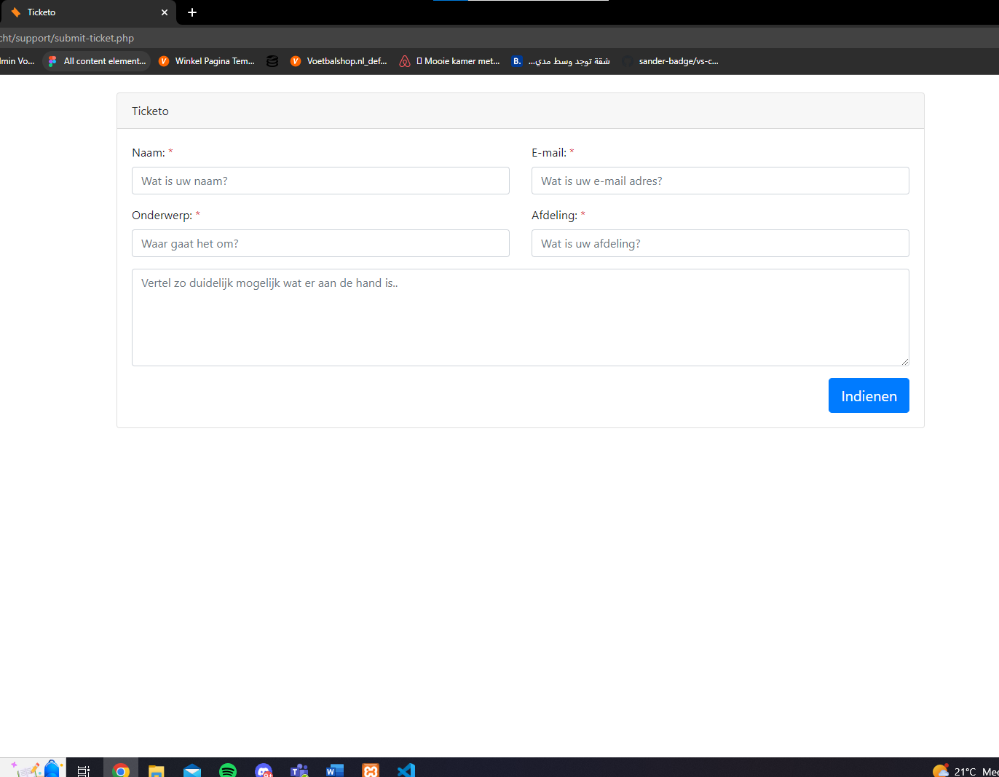 Ticketo
cht/support/submit-ticket.php
dmin Vo...
All content element...
Winkel Pagina Tem...
Voetbalshop.nl_def...
Mooie kamer met...
B.
شقة توجد وسط مدي...
sander-badge/vs-c...
Ticketo
Naam: *
E-mail: *
Wat is uw naam?
Wat is uw e-mail adres?
Onderwerp: *
Afdeling: *
Waar gaat het om?
Wat is uw afdeling?
Vertel zo duidelijk mogelijk wat er aan de hand is..
Indienen
21°C Mee